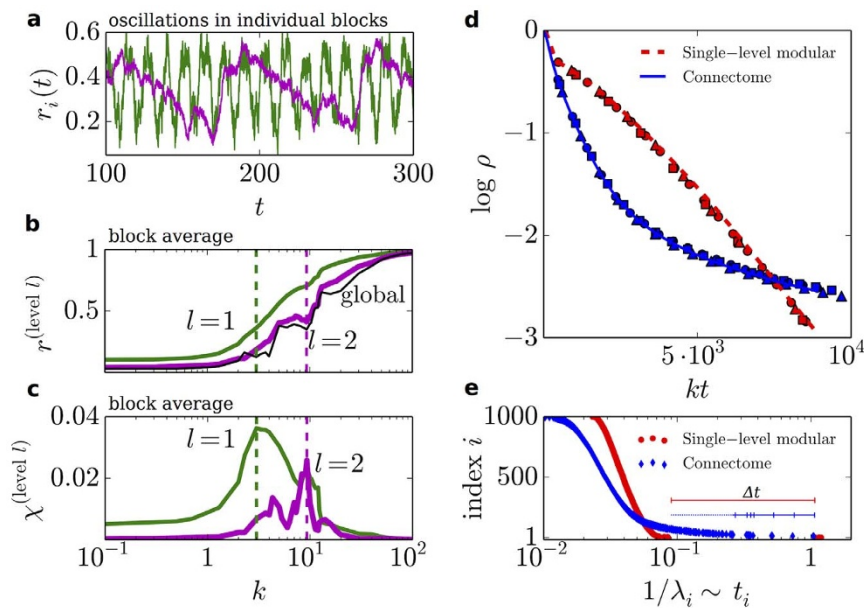 a
oscillations in individual blocks
0.6
0.4
0.2
r_i(t)
100
200
300
t
b
block average
1
0.5
r^(level l)
l=1
l=2
global
c
block average
0.04
0.02
χ^(level l)
l=1
l=2
10^-1
1
10^1
10^2
k
d
0
-1
-2
-3
log ρ
Single-level modular
Connectome
5·10^3
10^4
kt
e
1000
500
1
index i
Single-level modular
Connectome
Δt
10^-2
10^-1
1
1/λ_i ∼ t_i